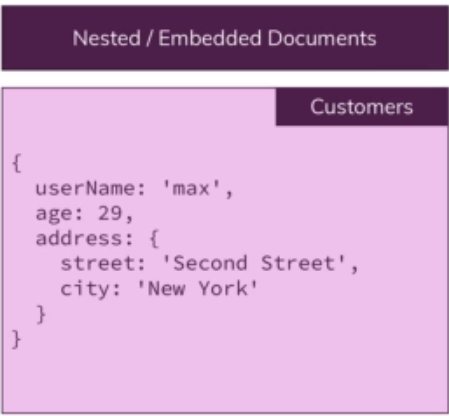 Nested / Embedded Documents
Customers
{
  userName: 'max',
  age: 29,
  address: {
    street: 'Second Street',
    city: 'New York'
  }
}